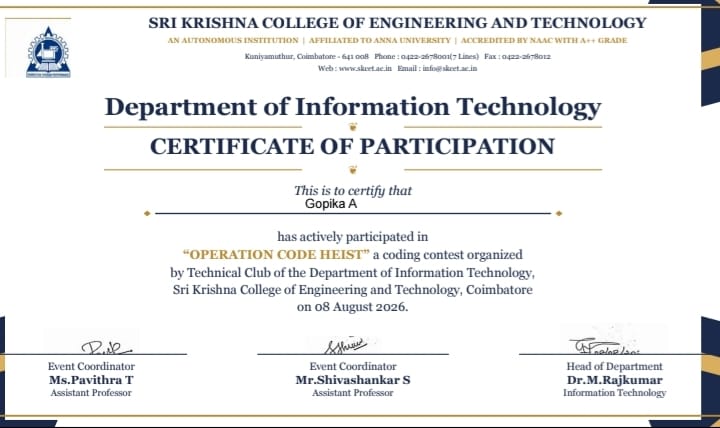 SRI KRISHNA COLLEGE OF ENGINEERING AND TECHNOLOGY
AN AUTONOMOUS INSTITUTION | AFFILIATED TO ANNA UNIVERSITY | ACCREDITED BY NAAC WITH A++ GRADE
Kuniyamuthur, Coimbatore - 641 008 Phone : 0422-2678001(7 Lines) Fax : 0422-2678012
Web : www.skcet.ac.in Email : info@skcet.ac.in
Department of Information Technology
CERTIFICATE OF PARTICIPATION
This is to certify that
Gopika A
has actively participated in
“OPERATION CODE HEIST” a coding contest organized
by Technical Club of the Department of Information Technology,
Sri Krishna College of Engineering and Technology, Coimbatore
on 08 August 2026.
Event Coordinator
Ms.Pavithra T
Assistant Professor
Event Coordinator
Mr.Shivashankar S
Assistant Professor
Head of Department
Dr.M.Rajkumar
Information Technology